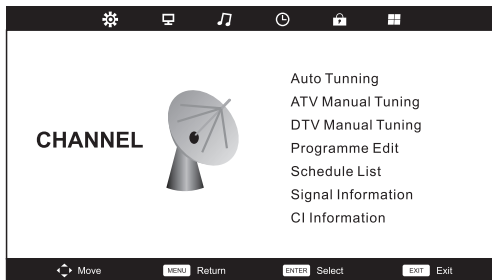 CHANNEL
Auto Tunning
ATV Manual Tuning
DTV Manual Tuning
Programme Edit
Schedule List
Signal Information
CI Information
Move MENU Return ENTER Select EXIT Exit